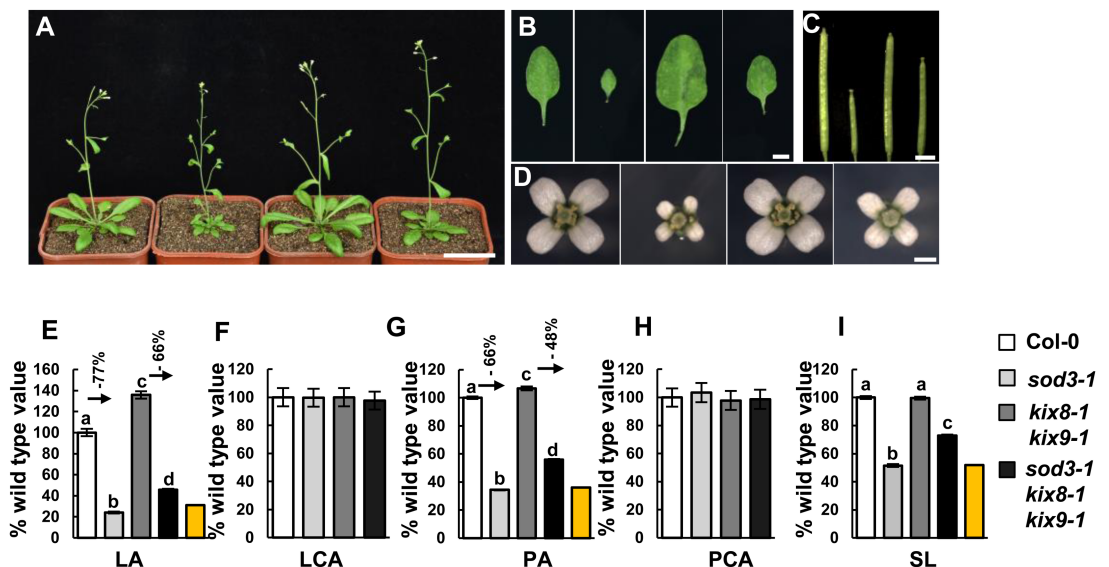 A
B
C
D
E
F
G
H
I
% wild type value
160
140
120
100
80
60
40
20
0
a
b
c
d
-77%
- 66%
LA
% wild type value
120
100
80
60
40
20
0
LCA
% wild type value
120
100
80
60
40
20
0
a
b
c
d
- 66%
- 48%
PA
% wild type value
120
100
80
60
40
20
0
PCA
% wild type value
120
100
80
60
40
20
0
a
b
a
c
SL
Col-0
sod3-1
kix8-1
kix9-1
sod3-1
kix8-1
kix9-1